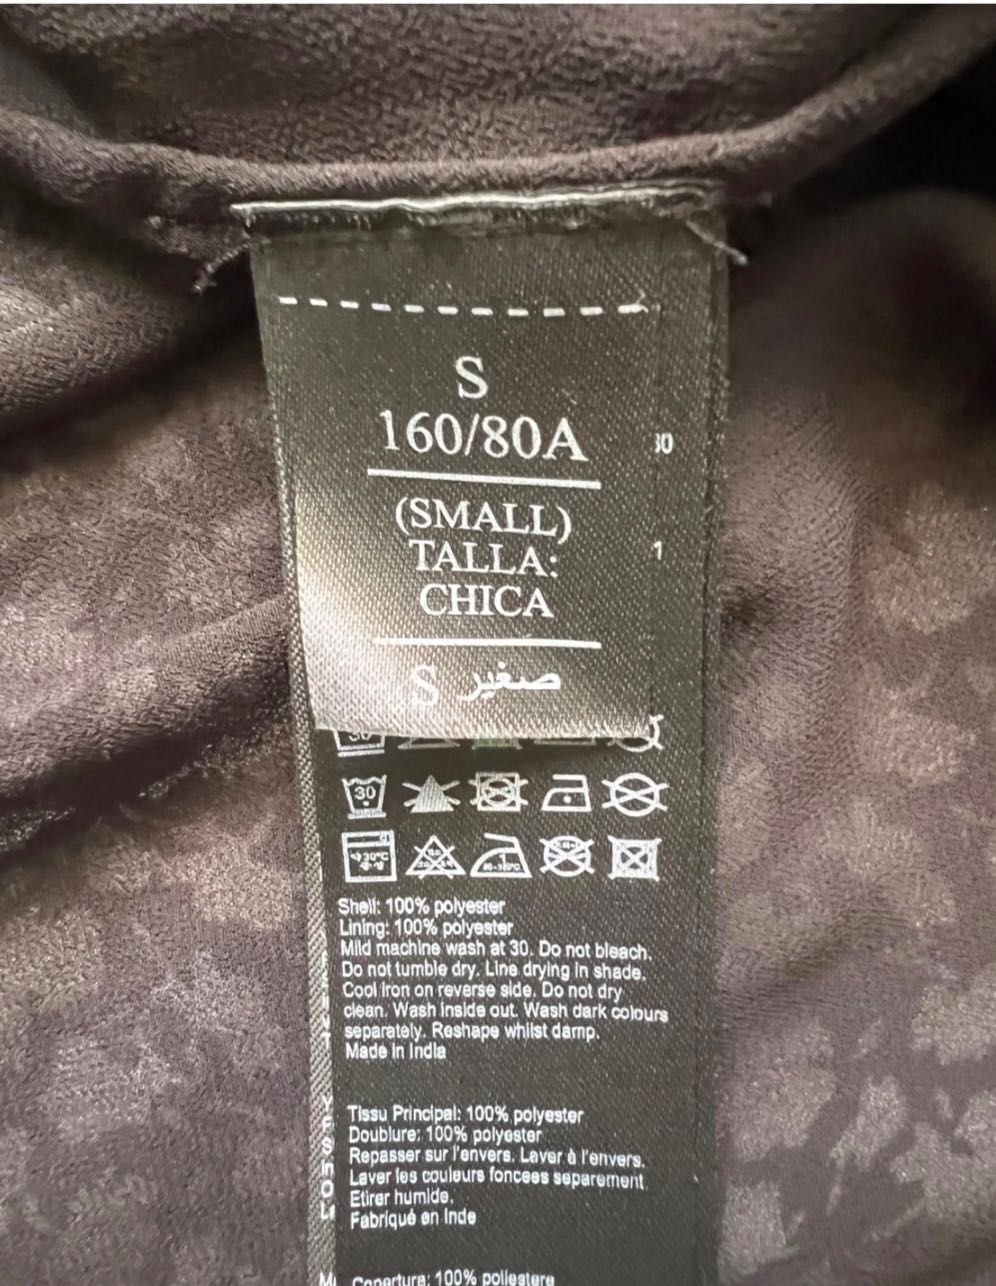 S
160/80A
(SMALL)
TALLA:
CHICA
صغير S
30
30°C
Shell: 100% polyester
Lining: 100% polyester
Mild machine wash at 30. Do not bleach.
Do not tumble dry. Line drying in shade.
Cool iron on reverse side. Do not dry
clean. Wash inside out. Wash dark colours
separately. Reshape whilst damp.
Made in India
Tissu Principal: 100% polyester
Doublure: 100% polyester
Repasser sur l'envers. Laver à l'envers.
Laver les couleurs foncees separement
Etirer humide.
Fabriqué en Inde